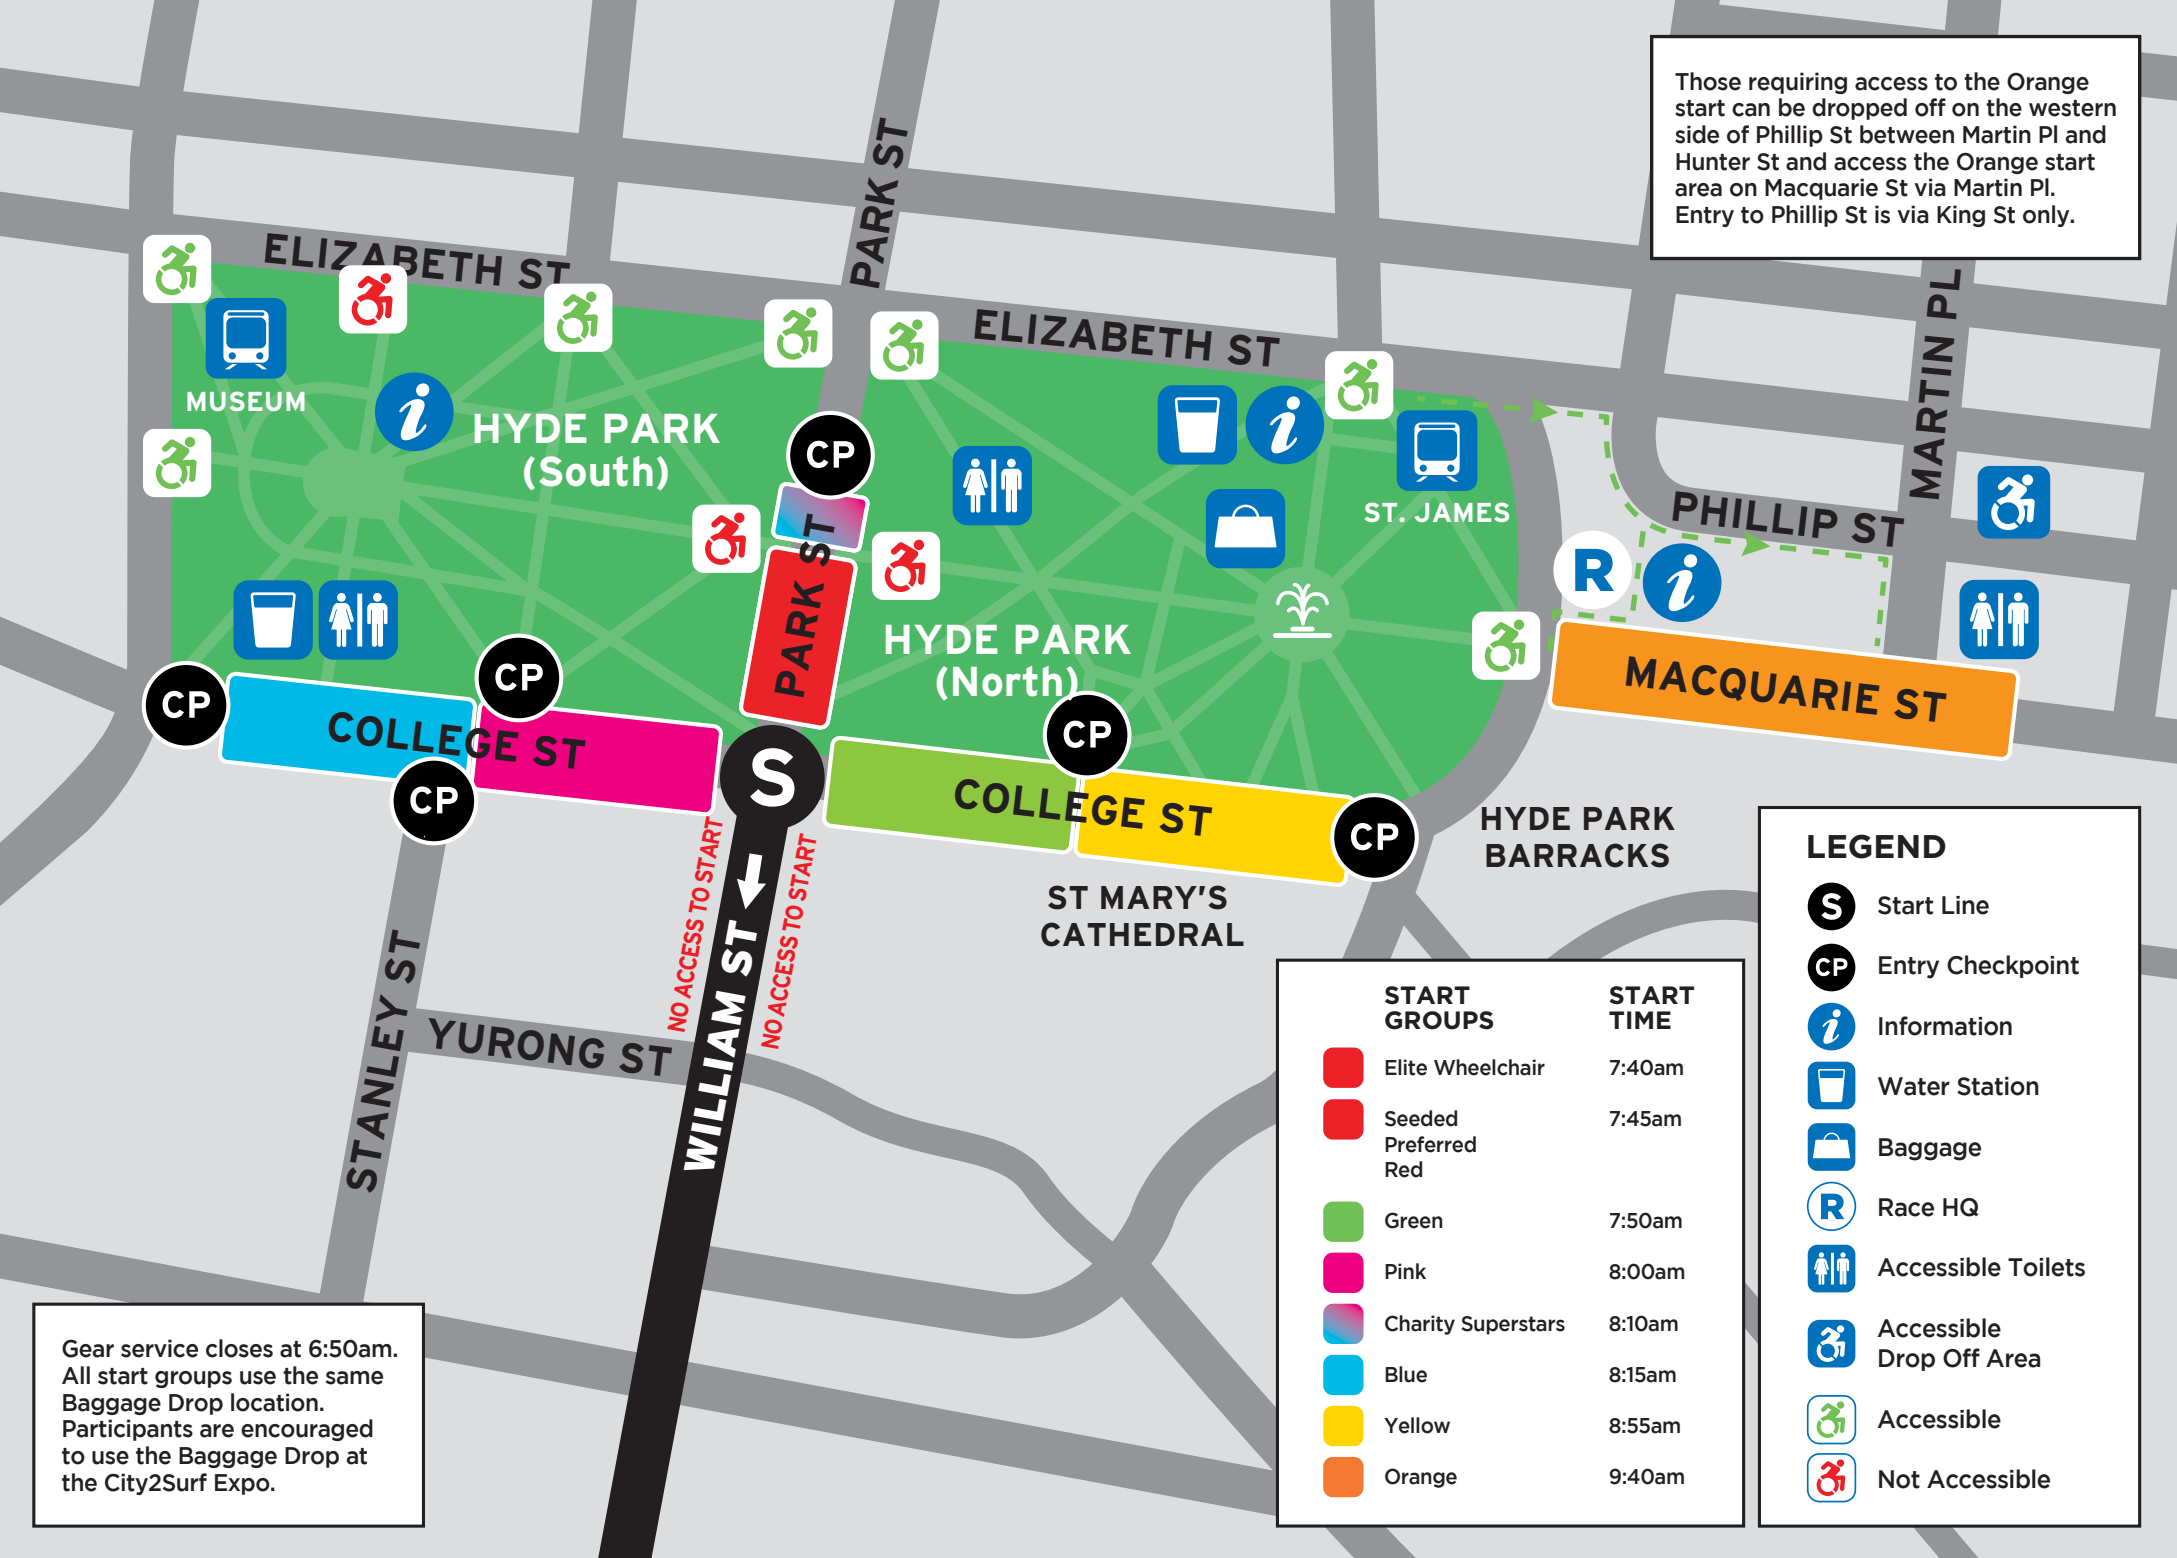 Those requiring access to the Orange
start can be dropped off on the western
side of Phillip St between Martin Pl and
Hunter St and access the Orange start
area on Macquarie St via Martin Pl.
Entry to Phillip St is via King St only.
PARK ST
ELIZABETH ST
ELIZABETH ST
MARTIN PL
MUSEUM
HYDE PARK
(South)
CP
ST. JAMES
PHILLIP ST
R
i
i
i
PARK ST
HYDE PARK
(North)
MACQUARIE ST
CP
CP
COLLEGE ST
CP
S
CP
COLLEGE ST
CP
HYDE PARK
BARRACKS
ST MARY'S
CATHEDRAL
NO ACCESS TO START
NO ACCESS TO START
WILLIAM ST
STANLEY ST
YURONG ST
START
GROUPS
START
TIME
Elite Wheelchair 7:40am
Seeded 7:45am
Preferred
Red
Green 7:50am
Pink 8:00am
Charity Superstars 8:10am
Blue 8:15am
Yellow 8:55am
Orange 9:40am
LEGEND
S Start Line
CP Entry Checkpoint
i Information
Water Station
Baggage
R Race HQ
Accessible Toilets
Accessible
Drop Off Area
Accessible
Not Accessible
Gear service closes at 6:50am.
All start groups use the same
Baggage Drop location.
Participants are encouraged
to use the Baggage Drop at
the City2Surf Expo.